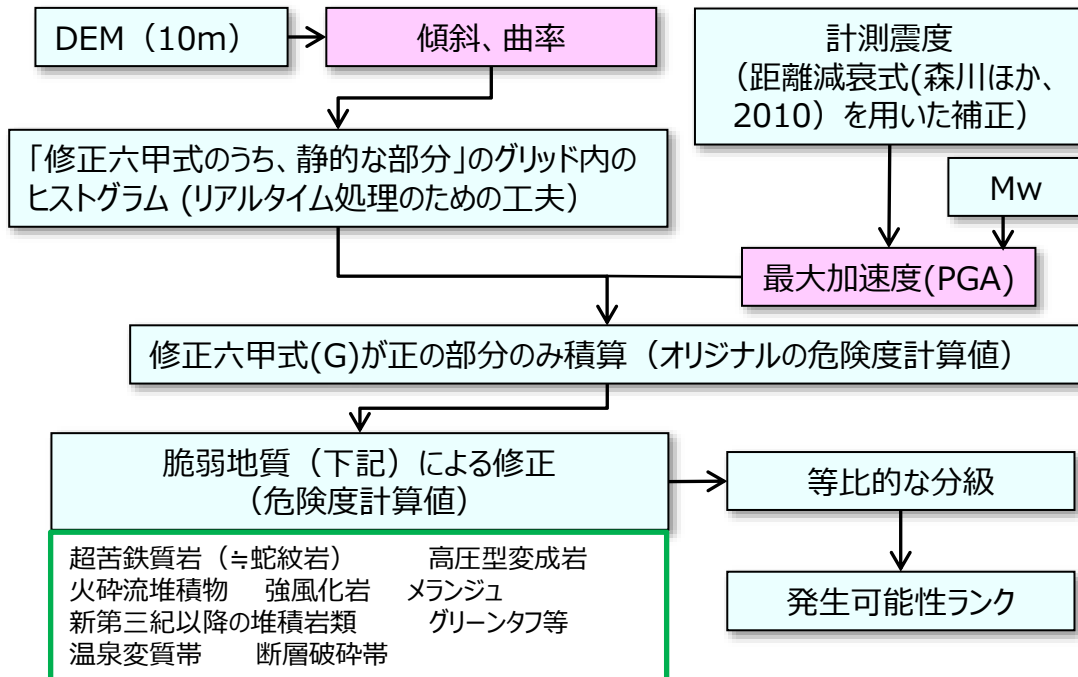 DEM（10m）
傾斜、曲率
計測震度
（距離減衰式(森川ほか、
2010）を用いた補正）
「修正六甲式のうち、静的な部分」のグリッド内の
ヒストグラム (リアルタイム処理のための工夫）
Mw
最大加速度(PGA)
修正六甲式(G)が正の部分のみ積算（オリジナルの危険度計算値）
脆弱地質（下記）による修正
（危険度計算値）
等比的な分級
超苦鉄質岩（≒蛇紋岩） 高圧型変成岩
火砕流堆積物 強風化岩 メランジュ
新第三紀以降の堆積岩類 グリーンタフ等
温泉変質帯 断層破砕帯
発生可能性ランク